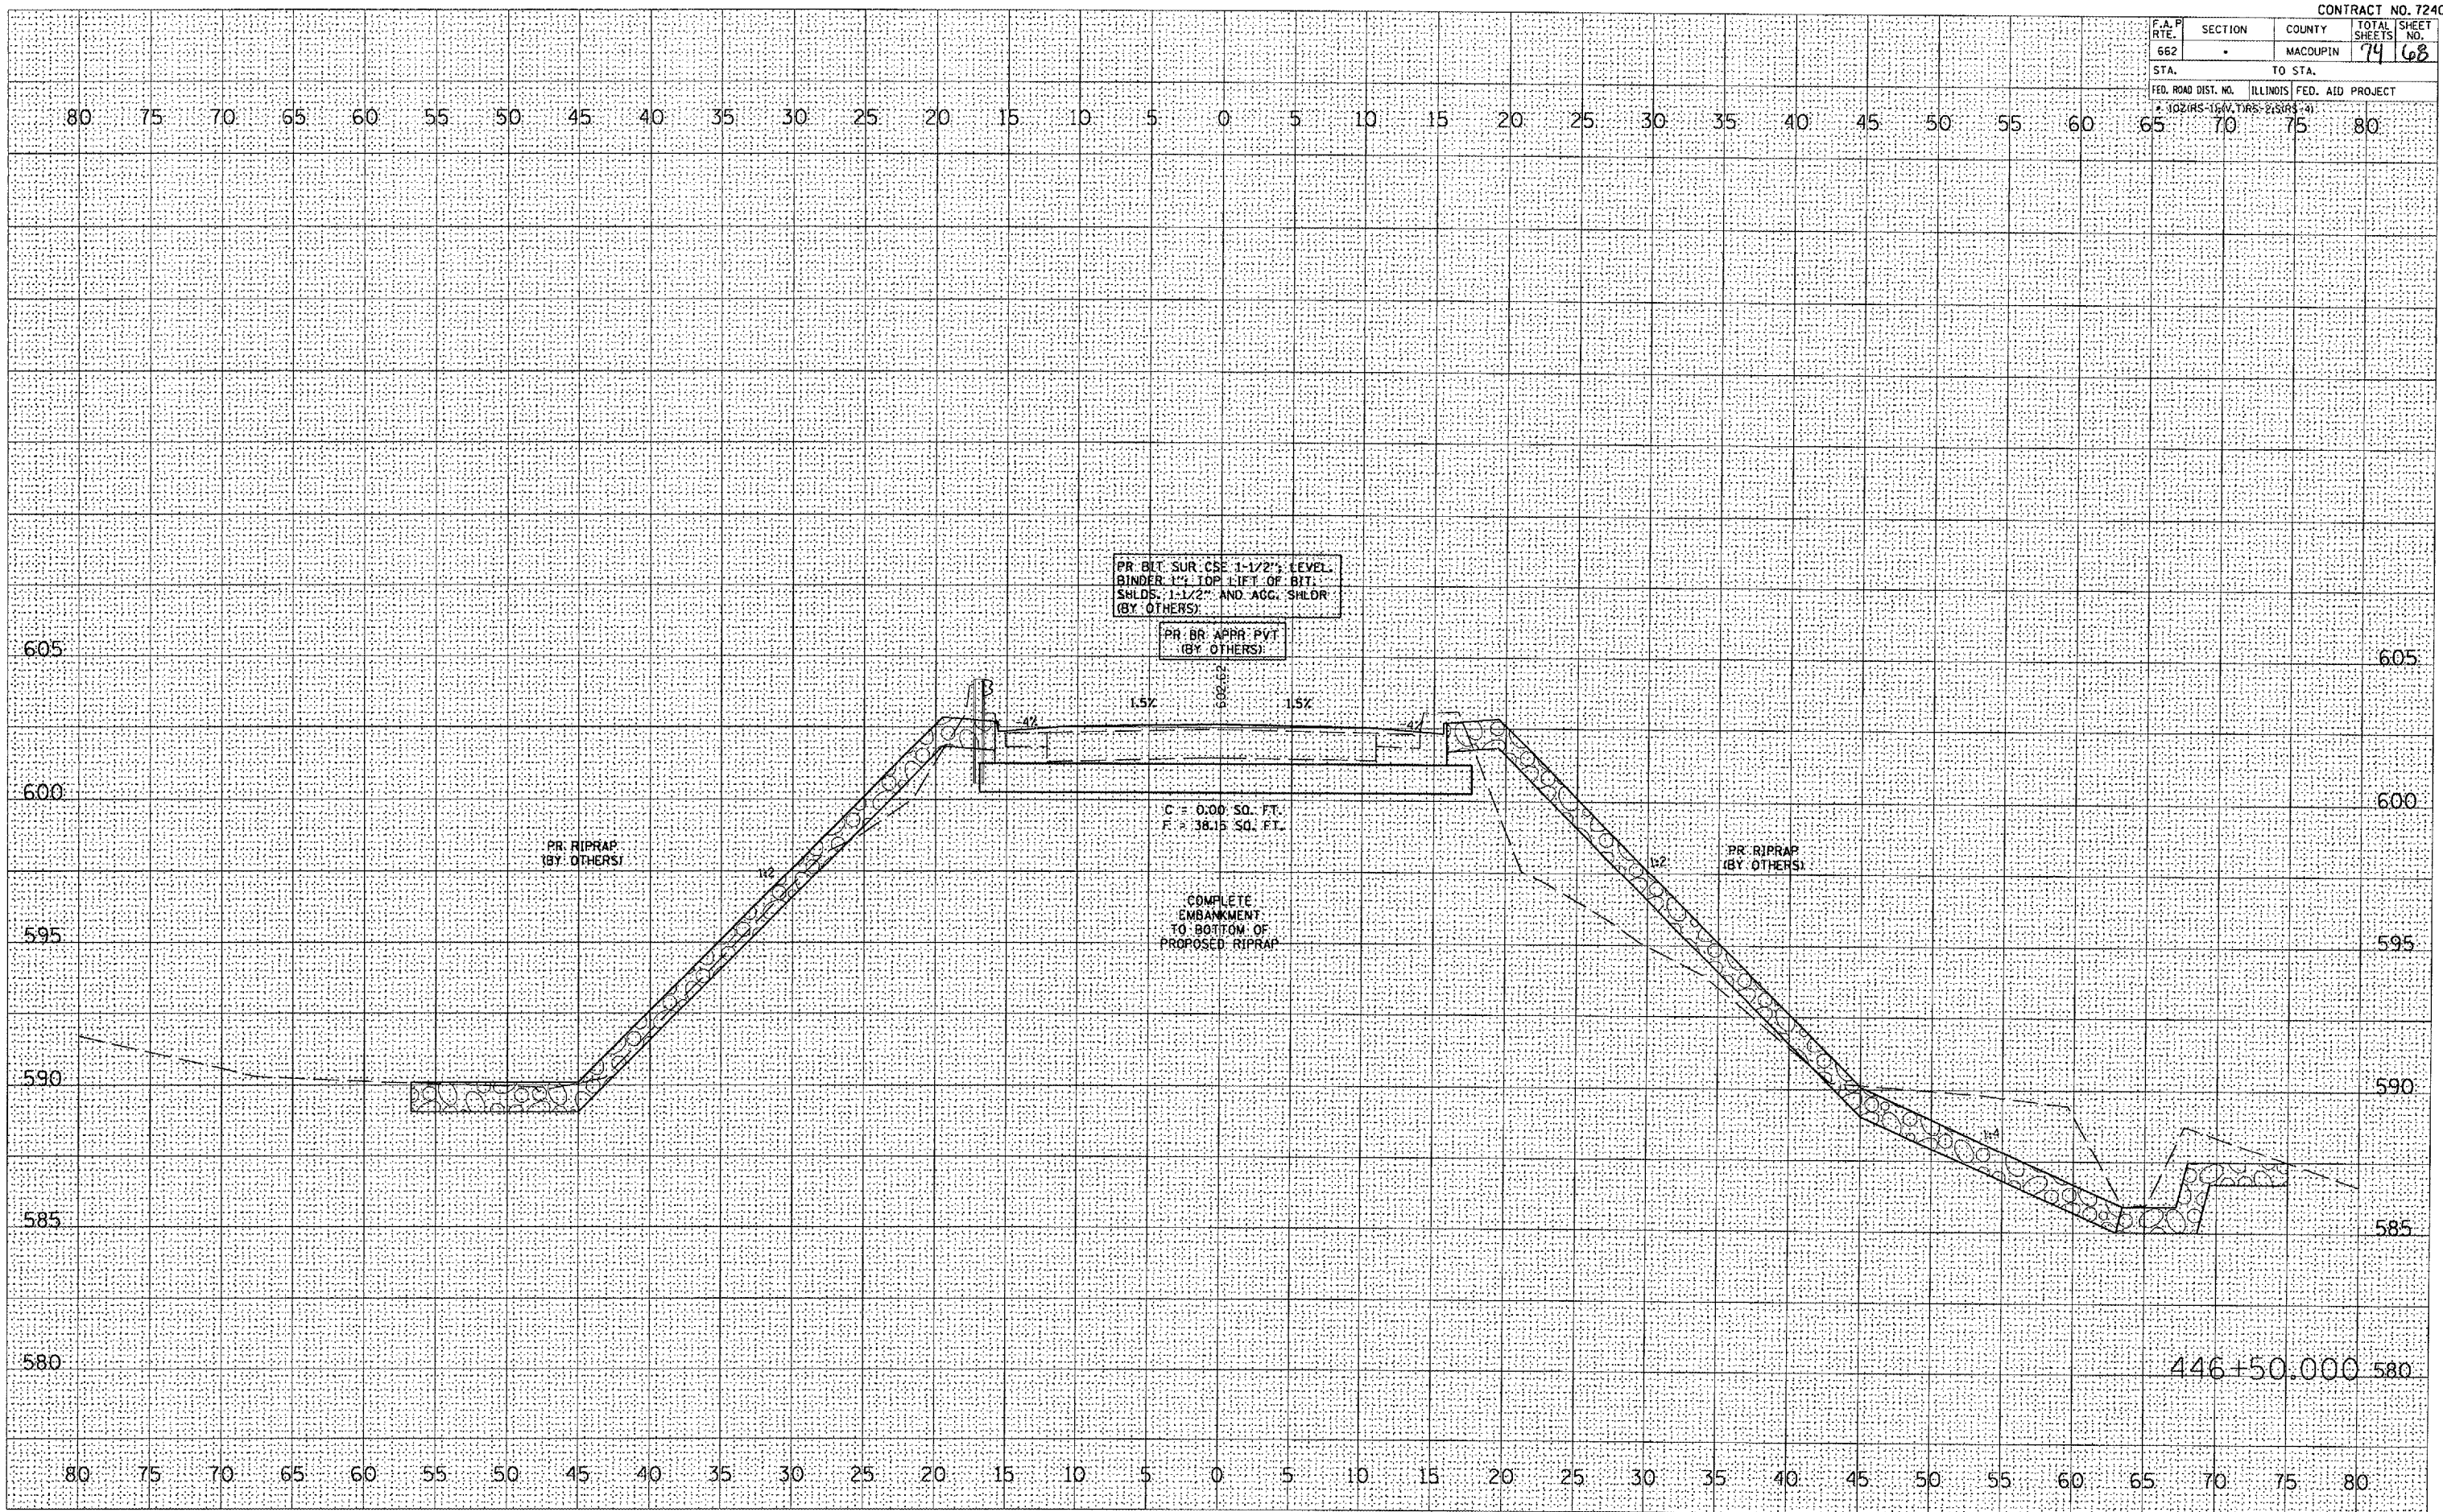 CONTRACT NO. 7240
F.A.P RTE. SECTION COUNTY TOTAL SHEETS SHEET NO.
662 • MACOUPIN 74 68
STA. TO STA.
FED. ROAD DIST. NO. ILLINOIS FED. AID PROJECT
80 75 70 65 60 55 50 45 40 35 30 25 20 15 10 5 0 5 10 15 20 25 30 35 40 45 50 55 60 65 70 75 80
PR BIT SUR CSE 1-1/2"; LEVEL.
BINDER 1"; TOP LIFT OF BIT.
SHLDS. 1-1/2" AND AGG. SHLDR
(BY OTHERS)
PR BR APPR PVT
(BY OTHERS)
605 605
602.62
1.5% 1.5%
-4% -4%
600 600
C = 0.00 SQ. FT.
F = 38.15 SQ. FT.
PR RIPRAP
(BY OTHERS)
1:2
1:2
PR RIPRAP
(BY OTHERS)
COMPLETE
EMBANKMENT
TO BOTTOM OF
PROPOSED RIPRAP
595 595
590 590
1:4
585 585
580 446+50.000 580
80 75 70 65 60 55 50 45 40 35 30 25 20 15 10 5 0 5 10 15 20 25 30 35 40 45 50 55 60 65 70 75 80